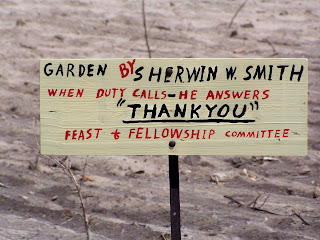 GARDEN BY SHERWIN W. SMITH
WHEN DUTY CALLS-HE ANSWERS
"THANKYOU"
FEAST & FELLOWSHIP COMMITTEE